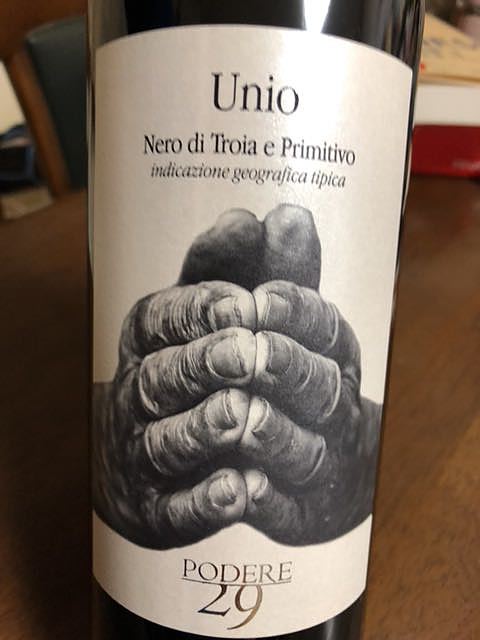 Unio
Nero di Troia e Primitivo
indicazione geografica tipica
PODERE
29